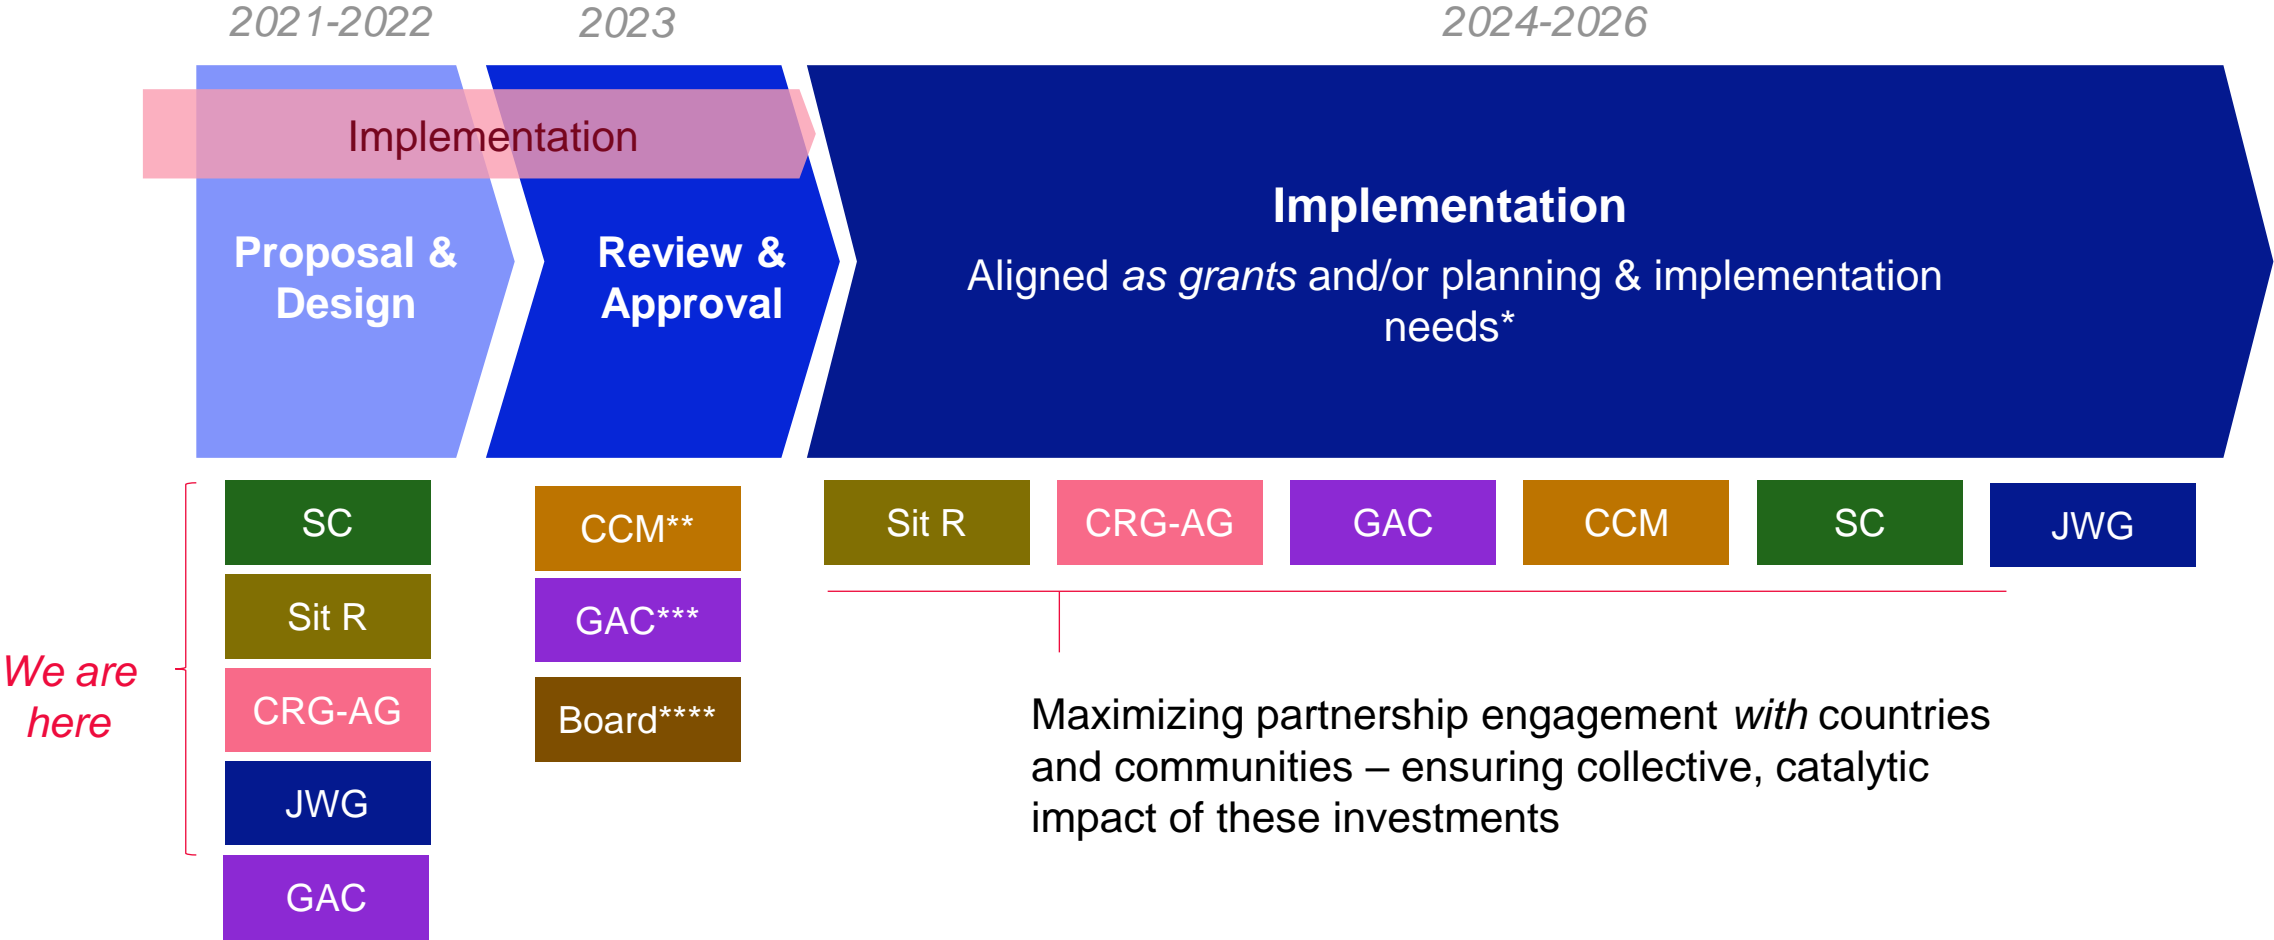 2021-2022
2023
2024-2026
Implementation
Proposal &
Design
Review &
Approval
Implementation
Aligned as grants and/or planning & implementation
needs*
SC
Sit R
CRG-AG
JWG
GAC
We are
here
CCM**
GAC***
Board****
Sit R
CRG-AG
GAC
CCM
SC
JWG
Maximizing partnership engagement with countries
and communities – ensuring collective, catalytic
impact of these investments